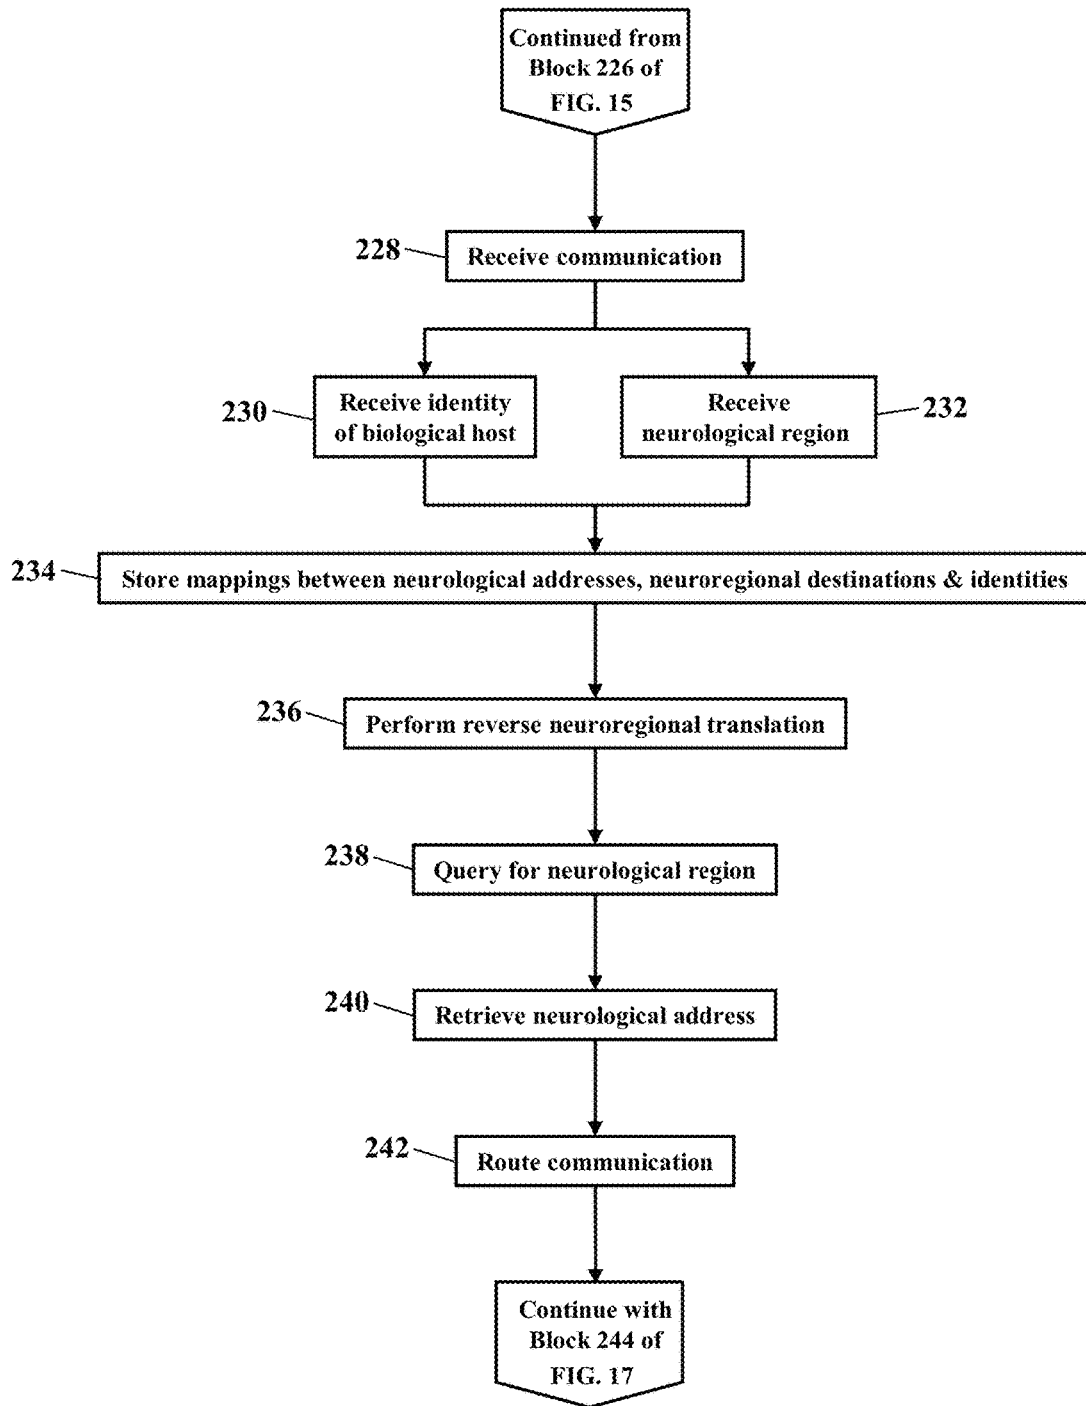 Continued from
Block 226 of
FIG. 15
228
Receive communication
230
Receive identity
of biological host
Receive
neurological region
232
234
Store mappings between neurological addresses, neuroregional destinations & identities
236
Perform reverse neuroregional translation
238
Query for neurological region
240
Retrieve neurological address
242
Route communication
Continue with
Block 244 of
FIG. 17